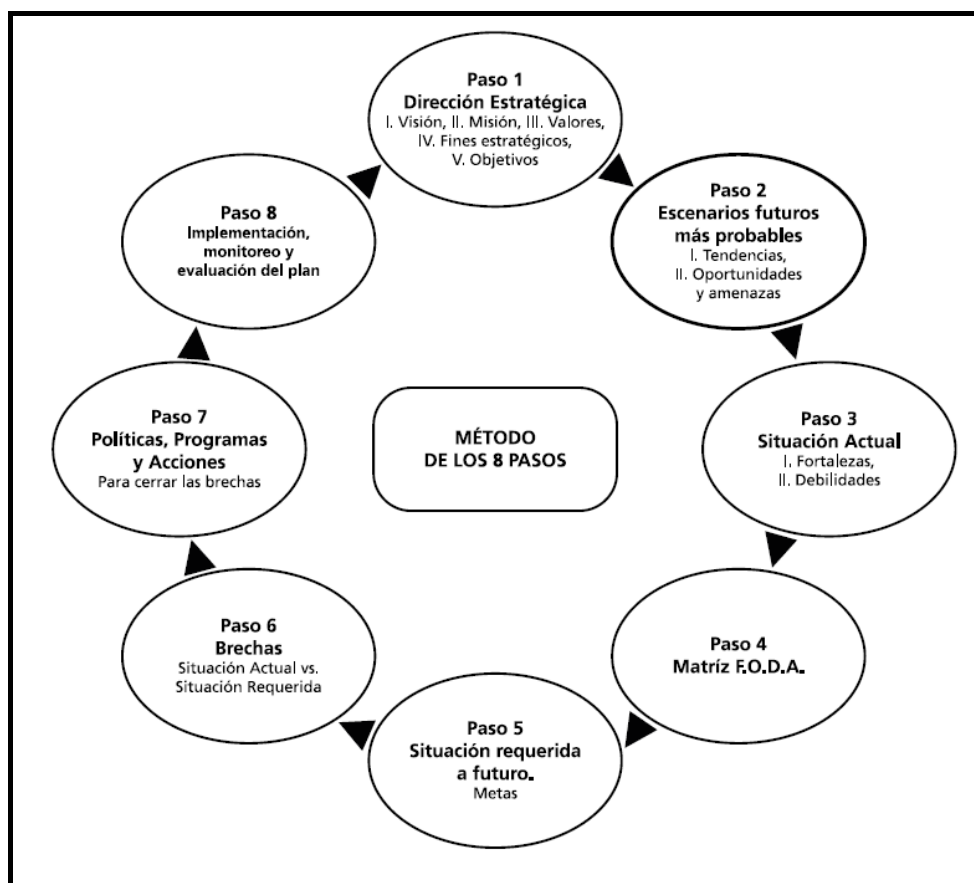 Paso 1
Dirección Estratégica
I. Visión, II. Misión, III. Valores,
IV. Fines estratégicos,
V. Objetivos
Paso 2
Escenarios futuros
más probables
I. Tendencias,
II. Oportunidades
y amenazas
Paso 3
Situación Actual
I. Fortalezas,
II. Debilidades
Paso 4
Matríz F.O.D.A.
Paso 5
Situación requerida
a futuro.
Metas
Paso 6
Brechas
Situación Actual vs.
Situación Requerida
Paso 7
Políticas, Programas
y Acciones
Para cerrar las brechas
Paso 8
Implementación,
monitoreo y
evaluación del plan
MÉTODO
DE LOS 8 PASOS